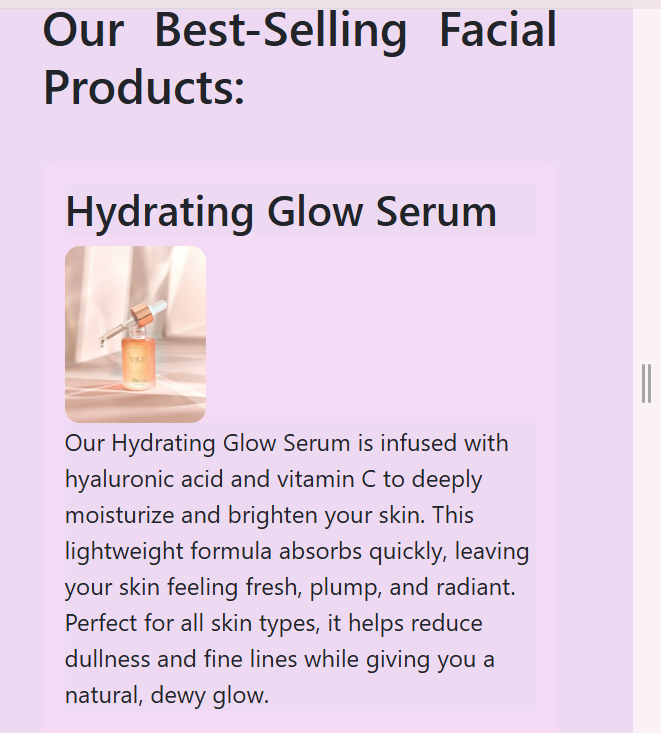 Our Best-Selling Facial
Products:
Hydrating Glow Serum
Our Hydrating Glow Serum is infused with
hyaluronic acid and vitamin C to deeply
moisturize and brighten your skin. This
lightweight formula absorbs quickly, leaving
your skin feeling fresh, plump, and radiant.
Perfect for all skin types, it helps reduce
dullness and fine lines while giving you a
natural, dewy glow.